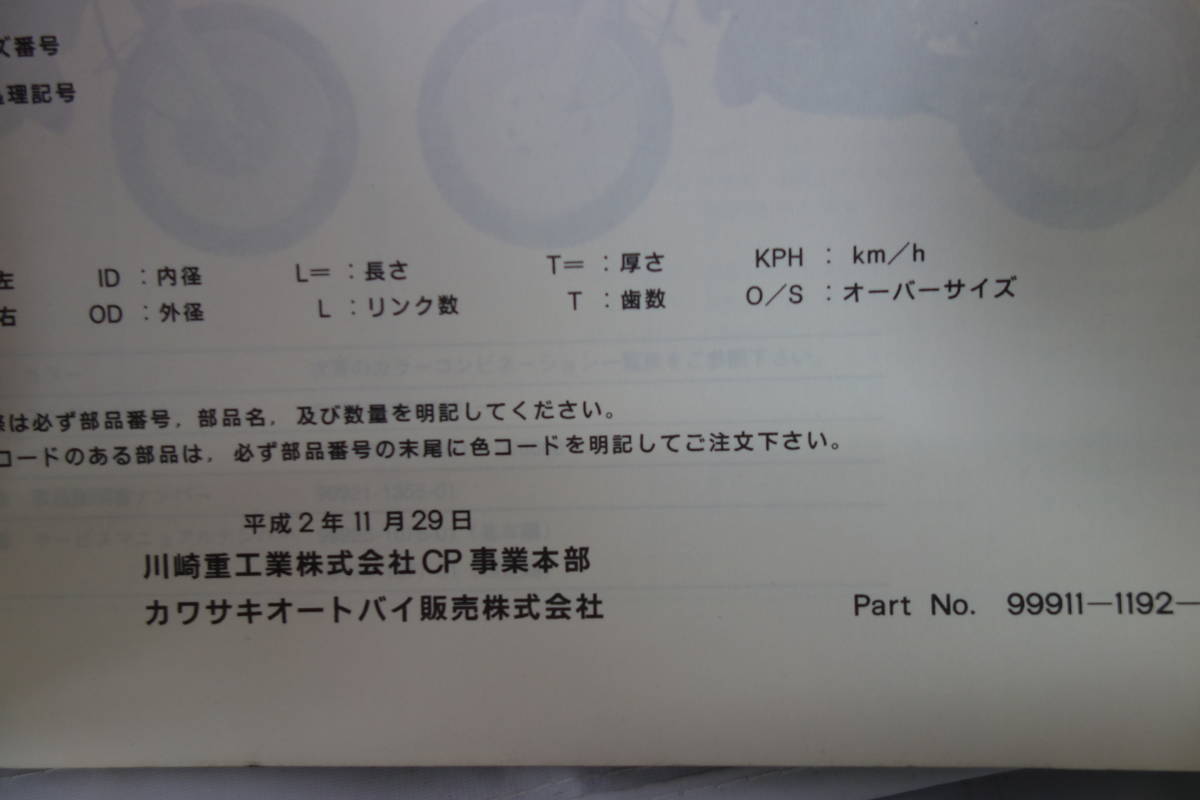 ズ番号
理記号
左 ID : 内径 L= : 長さ T= : 厚さ KPH : km/h
右 OD : 外径 L : リンク数 T : 歯数 O/S : オーバーサイズ
は必ず部品番号, 部品名, 及び数量を明記してください。
コードのある部品は, 必ず部品番号の末尾に色コードを明記してご注文下さい。
平成2年11月29日
川崎重工業株式会社CP事業本部
カワサキオートバイ販売株式会社
Part No. 99911―1192―